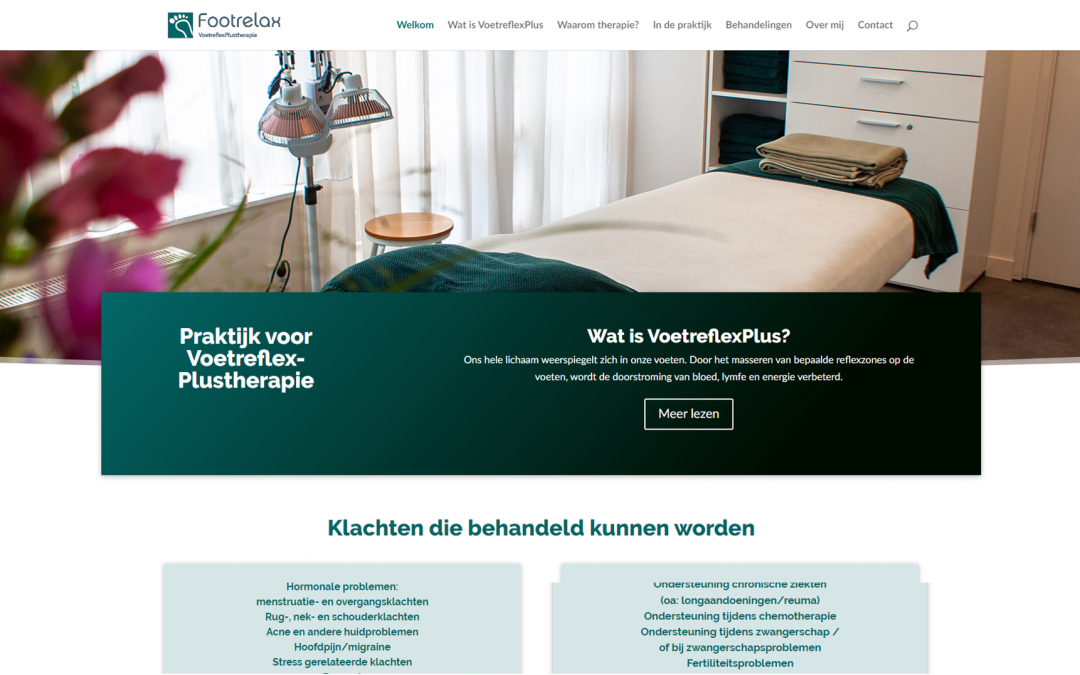 Footrelax
VoetreflexPlustherapie
Welkom
Wat is VoetreflexPlus?
Waarom therapie?
In de praktijk
Behandelingen
Over mij
Contact
Praktijk voor
Voetreflex-
Plustherapie
Wat is VoetreflexPlus?
Ons hele lichaam weerspiegelt zich in onze voeten. Door het masseren van bepaalde reflexzones op de
voeten, wordt de doorstroming van bloed, lymfe en energie verbeterd.
Meer lezen
Klachten die behandeld kunnen worden
Hormonale problemen:
menstruatie- en overgangsklachten
Rug-, nek- en schouderklachten
Acne en andere huidproblemen
Hoofdpijn/migraine
Stress gerelateerde klachten
Ondersteuning chronische ziekten
(oa: longaandoeningen/reuma)
Ondersteuning tijdens chemotherapie
Ondersteuning tijdens zwangerschap /
of bij zwangerschapsproblemen
Fertiliteitsproblemen